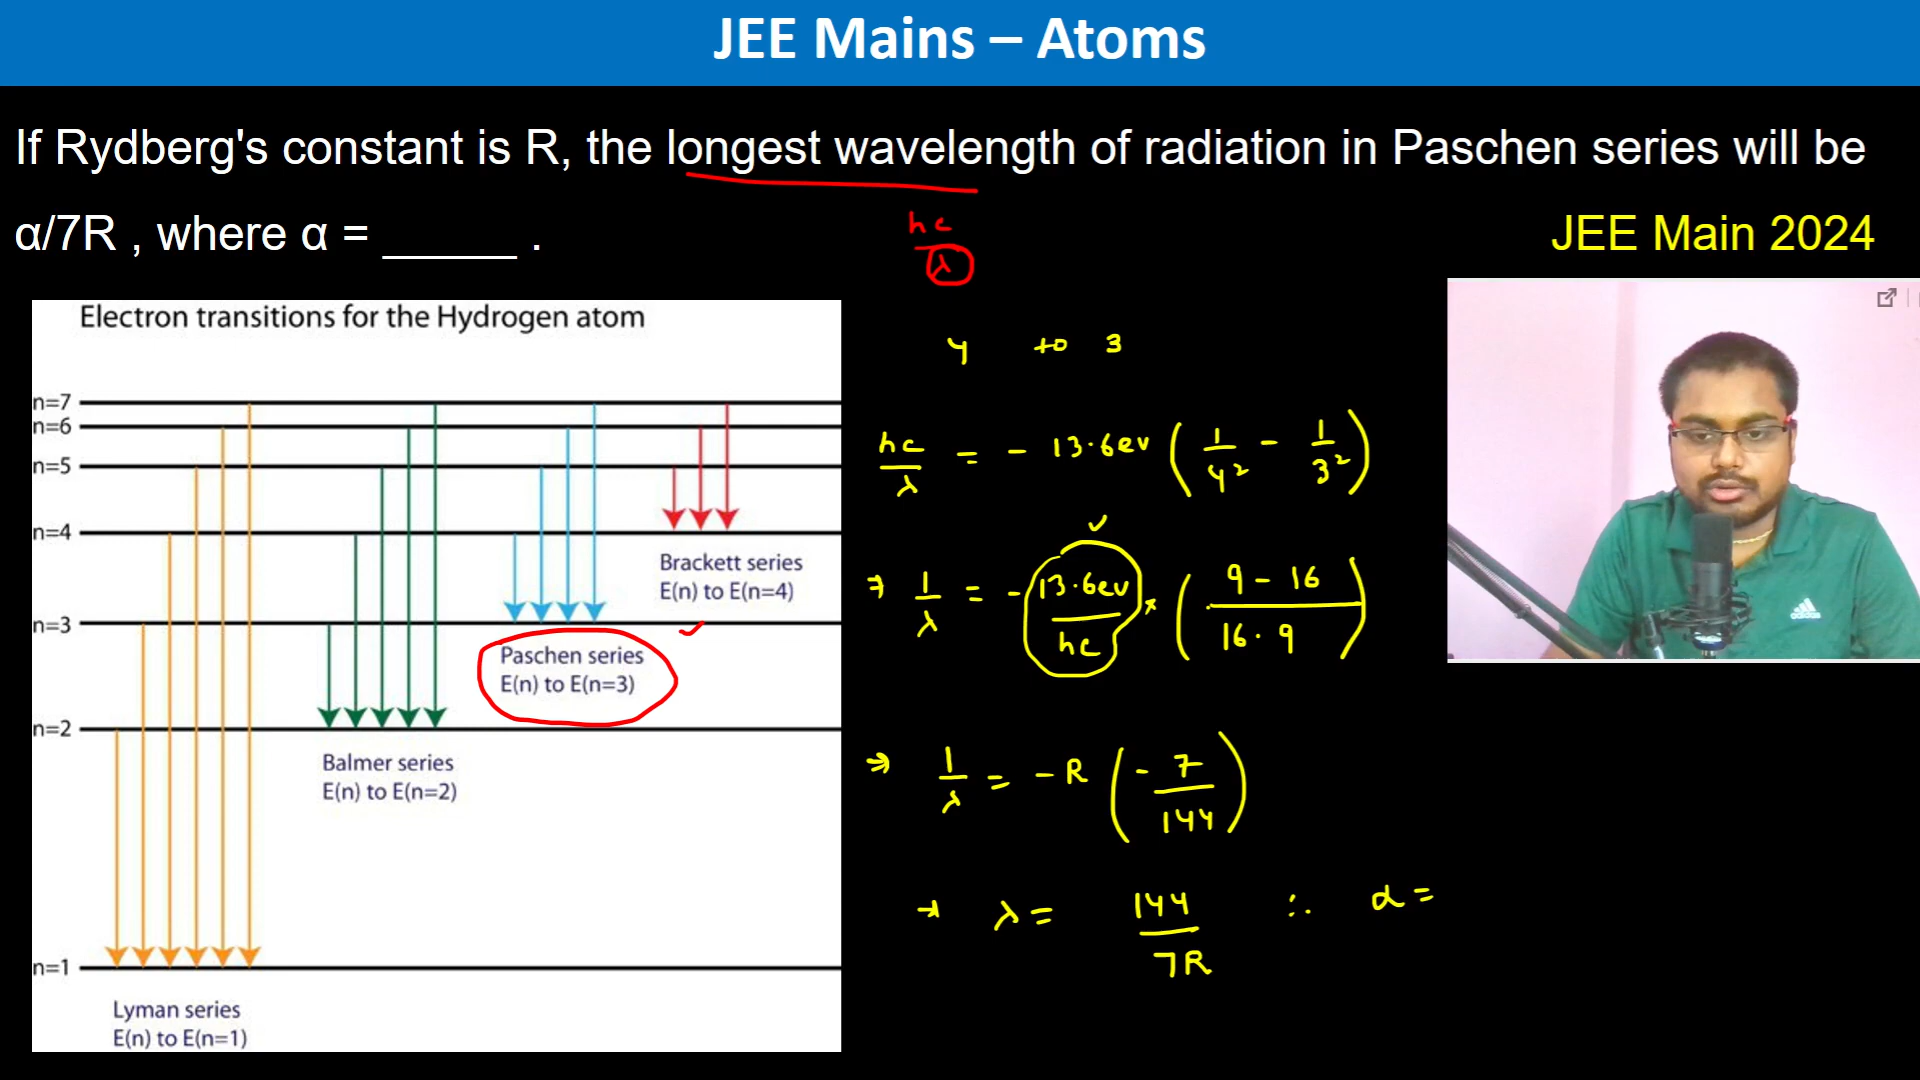 JEE Mains – Atoms
If Rydberg's constant is R, the longest wavelength of radiation in Paschen series will be
α/7R , where α = _____ .
JEE Main 2024
hc
λ
Electron transitions for the Hydrogen atom
n=7
n=6
n=5
n=4
n=3
n=2
n=1
Brackett series
E(n) to E(n=4)
Paschen series
E(n) to E(n=3)
Balmer series
E(n) to E(n=2)
Lyman series
E(n) to E(n=1)
4 to 3
hc/λ = - 13.6ev (1/4² - 1/3²)
⇒ 1/λ = - 13.6ev/hc × (9 - 16/16·9)
⇒ 1/λ = - R (- 7/144)
→ λ = 144/7R ∴ α =
adidas